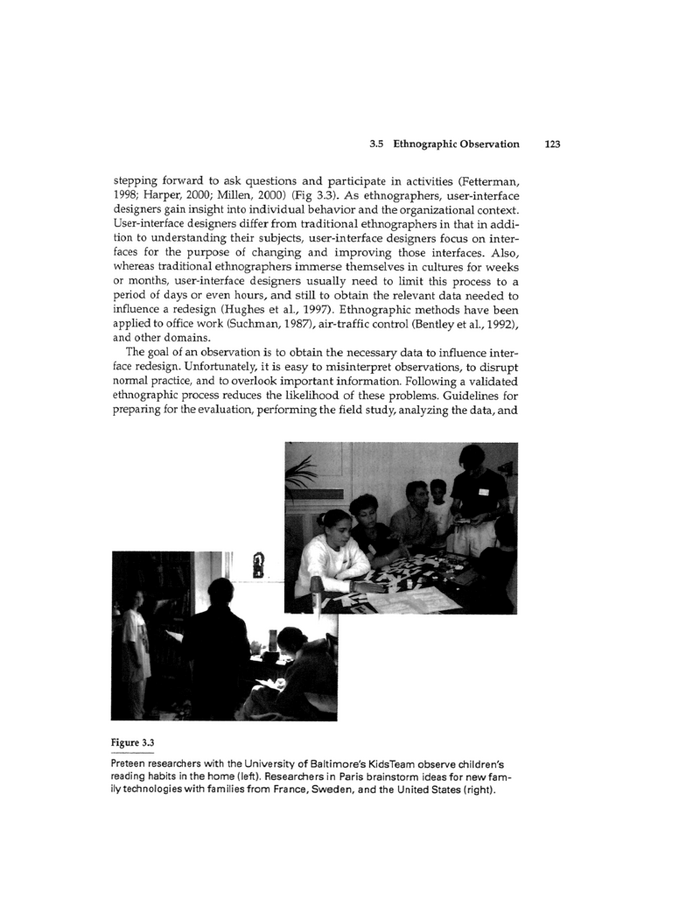 3.5 Ethnographic Observation 123
stepping forward to ask questions and participate in activities (Fetterman,
1998; Harper, 2000; Millen, 2000) (Fig 3.3). As ethnographers, user-interface
designers gain insight into individual behavior and the organizational context.
User-interface designers differ from traditional ethnographers in that in addi-
tion to understanding their subjects, user-interface designers focus on inter-
faces for the purpose of changing and improving those interfaces. Also,
whereas traditional ethnographers immerse themselves in cultures for weeks
or months, user-interface designers usually need to limit this process to a
period of days or even hours, and still to obtain the relevant data needed to
influence a redesign (Hughes et al., 1997). Ethnographic methods have been
applied to office work (Suchman, 1987), air-traffic control (Bentley et al., 1992),
and other domains.
The goal of an observation is to obtain the necessary data to influence inter-
face redesign. Unfortunately, it is easy to misinterpret observations, to disrupt
normal practice, and to overlook important information. Following a validated
ethnographic process reduces the likelihood of these problems. Guidelines for
preparing for the evaluation, performing the field study, analyzing the data, and
Figure 3.3
Preteen researchers with the University of Baltimore's KidsTeam observe children's
reading habits in the home (left). Researchers in Paris brainstorm ideas for new fam-
ily technologies with families from France, Sweden, and the United States (right).